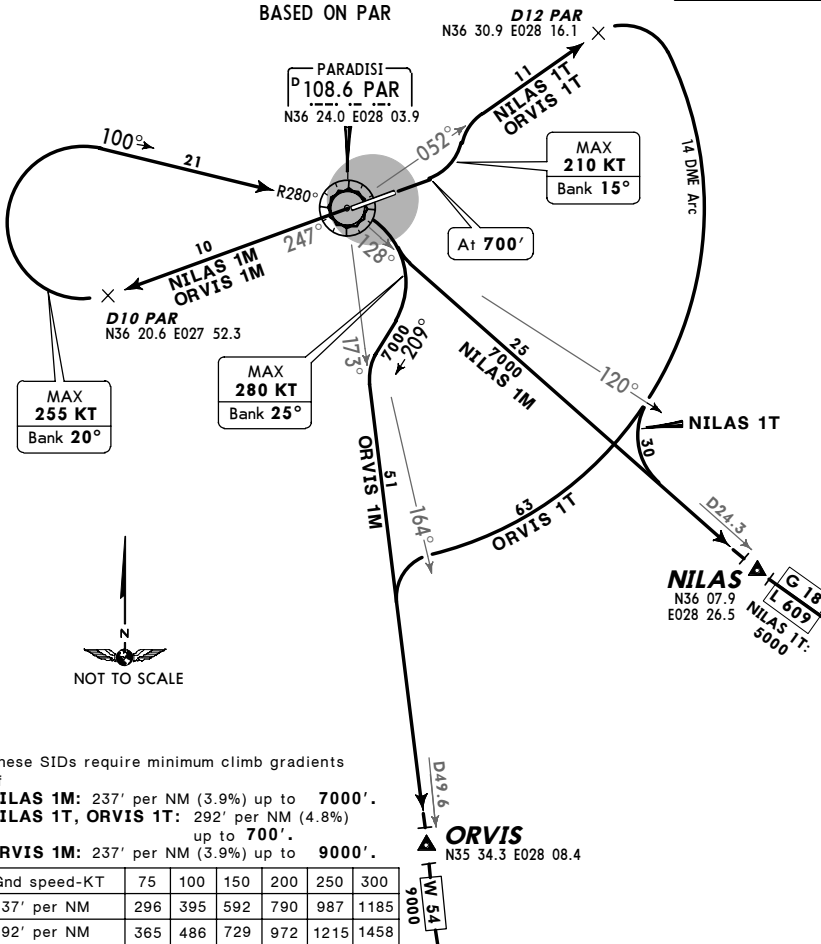 BASED ON PAR
D12 PAR
N36 30.9 E028 16.1
PARADISI
D 108.6 PAR
N36 24.0 E028 03.9
11
NILAS 1T
ORVIS 1T
052°
MAX
210 KT
Bank 15°
At 700'
14 DME Arc
100°
21
R280°
10
247°
NILAS 1M
ORVIS 1M
D10 PAR
N36 20.6 E027 52.3
MAX
255 KT
Bank 20°
128°
173°
7000
209°
MAX
280 KT
Bank 25°
25
7000
NILAS 1M
120°
NILAS 1T
30
51
ORVIS 1M
164°
63
ORVIS 1T
D24.3
NILAS
N36 07.9
E028 26.5
G 18
L 609
NILAS 1T:
5000
N
NOT TO SCALE
hese SIDs require minimum climb gradients
ILAS 1M: 237' per NM (3.9%) up to 7000'.
ILAS 1T, ORVIS 1T: 292' per NM (4.8%)
up to 700'.
RVIS 1M: 237' per NM (3.9%) up to 9000'.
Gnd speed-KT 75 100 150 200 250 300
37' per NM 296 395 592 790 987 1185
92' per NM 365 486 729 972 1215 1458
D49.6
ORVIS
N35 34.3 E028 08.4
W 54
9000